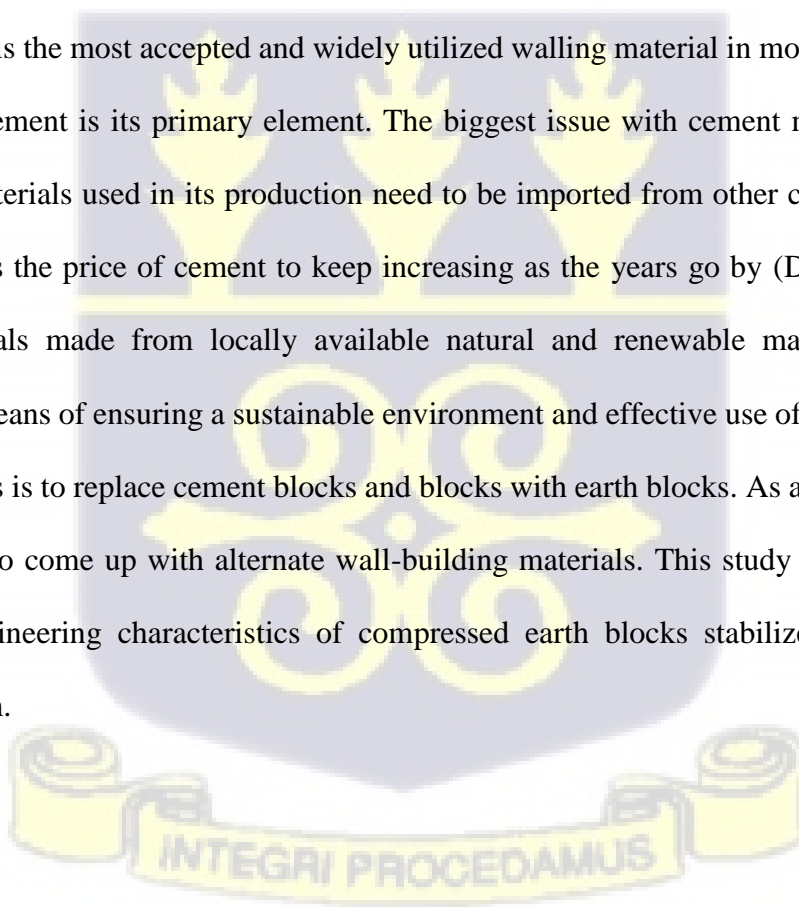 is the most accepted and widely utilized walling material in mo
ement is its primary element. The biggest issue with cement
terials used in its production need to be imported from other c
s the price of cement to keep increasing as the years go by (D
als made from locally available natural and renewable ma
eans of ensuring a sustainable environment and effective use of
s is to replace cement blocks and blocks with earth blocks. As a
o come up with alternate wall-building materials. This study
ineering characteristics of compressed earth blocks stabilize
INTEGRI PROCEDAMUS